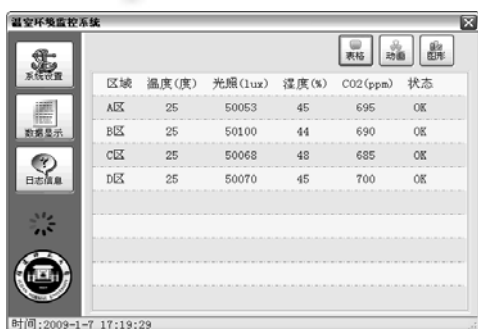 温室环境监控系统
表格 动画 图形
系统设置
区域 温度(度) 光照(lux) 湿度(%) CO2(ppm) 状态
A区 25 50053 45 695 OK
数据显示
B区 25 50100 44 690 OK
C区 25 50068 48 685 OK
日志信息
D区 25 50070 45 700 OK
时间:2009-1-7 17:19:29